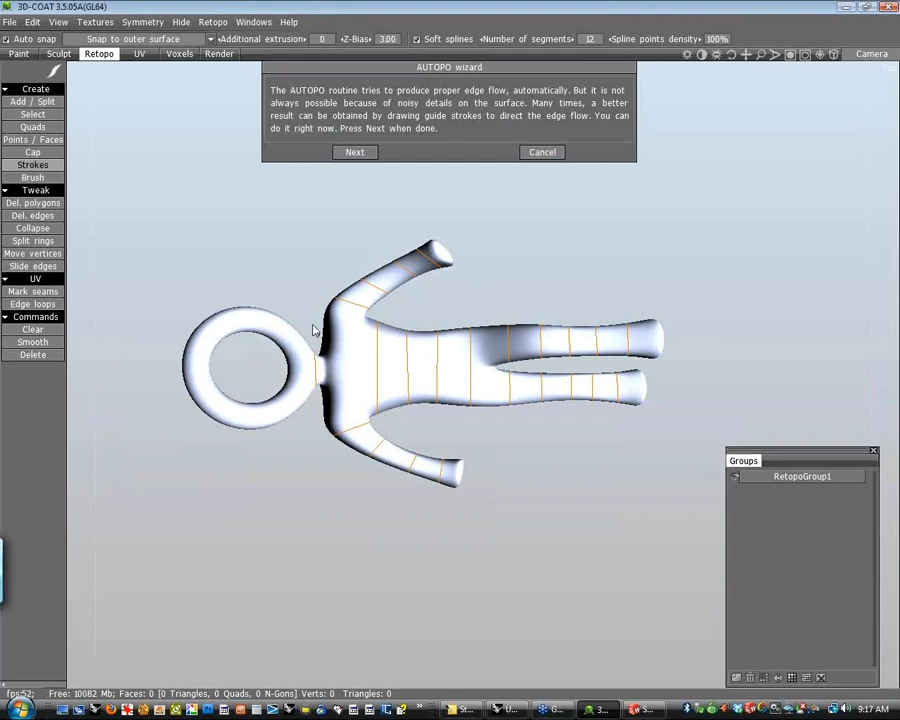 3D-COAT 3.5.05A(GL64)
File Edit View Textures Symmetry Hide Retopo Windows Help
Auto snap Snap to outer surface Additional extrusion: 0 Z-Bias: 3.00 Soft splines Number of segments: 12 Spline points density: 100%
Paint Sculpt Retopo UV Voxels Render Camera
AUTOPO wizard
The AUTOPO routine tries to produce proper edge flow, automatically. But it is not
always possible because of noisy details on the surface. Many times, a better
result can be obtained by drawing guide strokes to direct the edge flow. You can
do it right now. Press Next when done.
Next Cancel
Create
Add / Split
Select
Quads
Points / Faces
Cap
Strokes
Brush
Tweak
Del. polygons
Del. edges
Collapse
Split rings
Move vertices
Slide edges
UV
Mark seams
Edge loops
Commands
Clear
Smooth
Delete
Groups
RetopoGroup1
fps:52; Free: 10082 Mb; Faces: 0 [0 Triangles, 0 Quads, 0 N-Gons] Verts: 0; Triangles: 0
St... U... G... 3... S... 9:17 AM